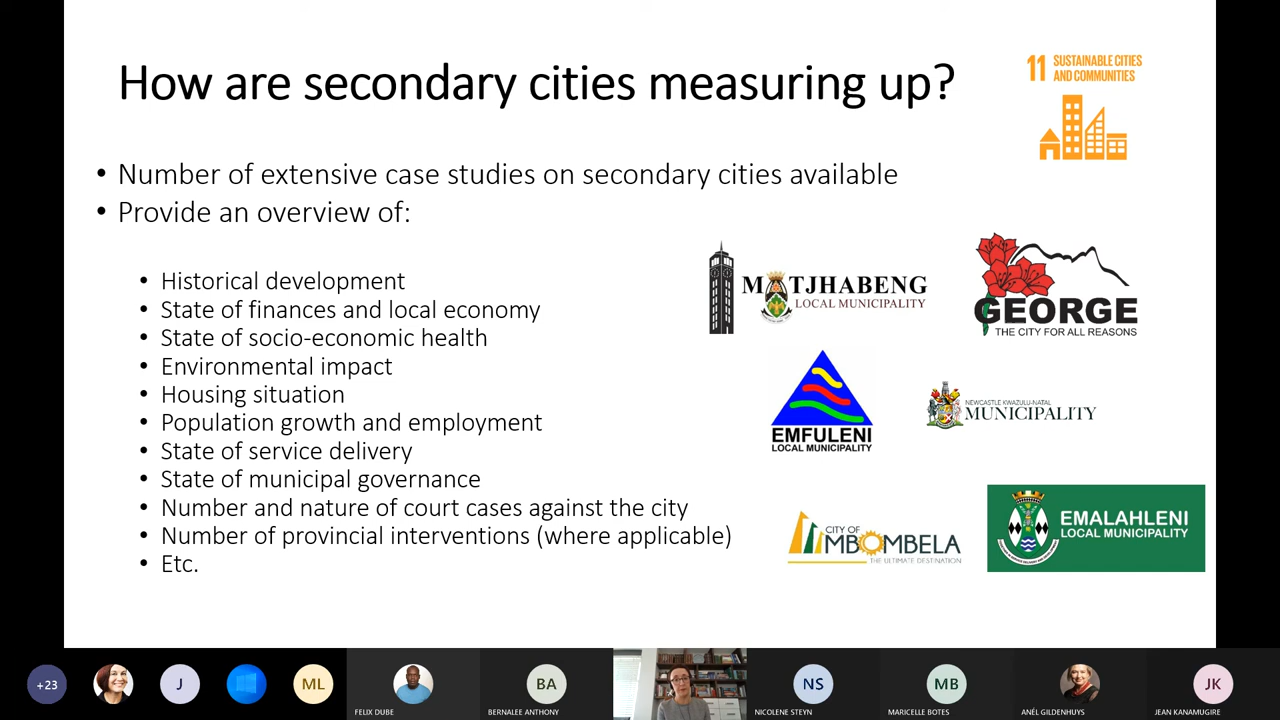 How are secondary cities measuring up?
11 SUSTAINABLE CITIES
AND COMMUNITIES
• Number of extensive case studies on secondary cities available
• Provide an overview of:
• Historical development
• State of finances and local economy
• State of socio-economic health
• Environmental impact
• Housing situation
• Population growth and employment
• State of service delivery
• State of municipal governance
• Number and nature of court cases against the city
• Number of provincial interventions (where applicable)
• Etc.
MATJHABENG
LOCAL MUNICIPALITY
GEORGE
THE CITY FOR ALL REASONS
EMFULENI
LOCAL MUNICIPALITY
NEWCASTLE KWAZULU-NATAL
MUNICIPALITY
CITY OF
MBOMBELA
THE ULTIMATE DESTINATION
EMALAHLENI
LOCAL MUNICIPALITY
+23
J
ML
FELIX DUBE
BA
BERNALEE ANTHONY
NS
NICOLENE STEYN
MB
MARICELLE BOTES
ANÉL GILDENHUYS
JK
JEAN KANAMUGIRE